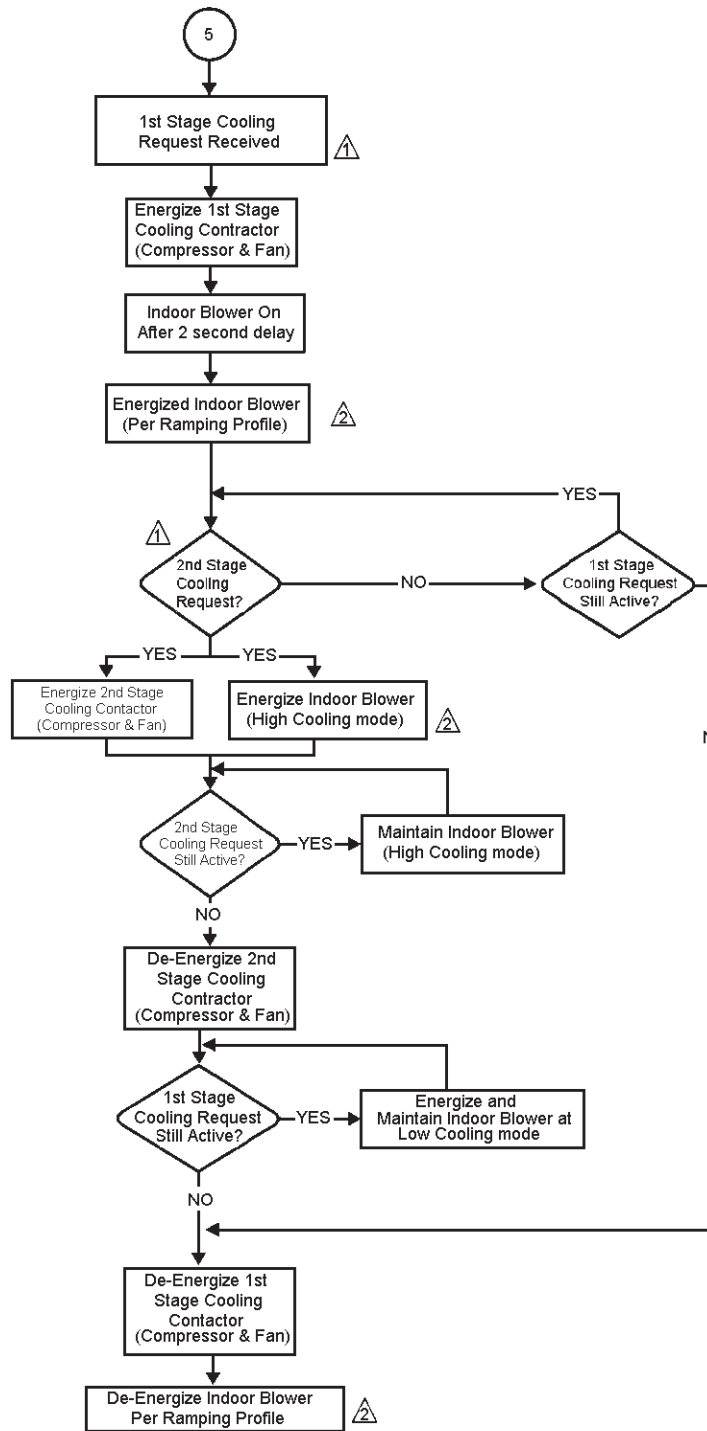 5
1st Stage Cooling
Request Received
1
Energize 1st Stage
Cooling Contractor
(Compressor & Fan)
Indoor Blower On
After 2 second delay
Energized Indoor Blower
(Per Ramping Profile)
2
YES
1
2nd Stage
Cooling
Request?
NO
1st Stage
Cooling Request
Still Active?
YES
YES
Energize 2nd Stage
Cooling Contactor
(Compressor & Fan)
Energize Indoor Blower
(High Cooling mode)
2
2nd Stage
Cooling Request
Still Active?
YES
Maintain Indoor Blower
(High Cooling mode)
NO
De-Energize 2nd
Stage Cooling
Contractor
(Compressor & Fan)
1st Stage
Cooling Request
Still Active?
YES
Energize and
Maintain Indoor Blower at
Low Cooling mode
NO
De-Energize 1st
Stage Cooling
Contactor
(Compressor & Fan)
De-Energize Indoor Blower
Per Ramping Profile
2